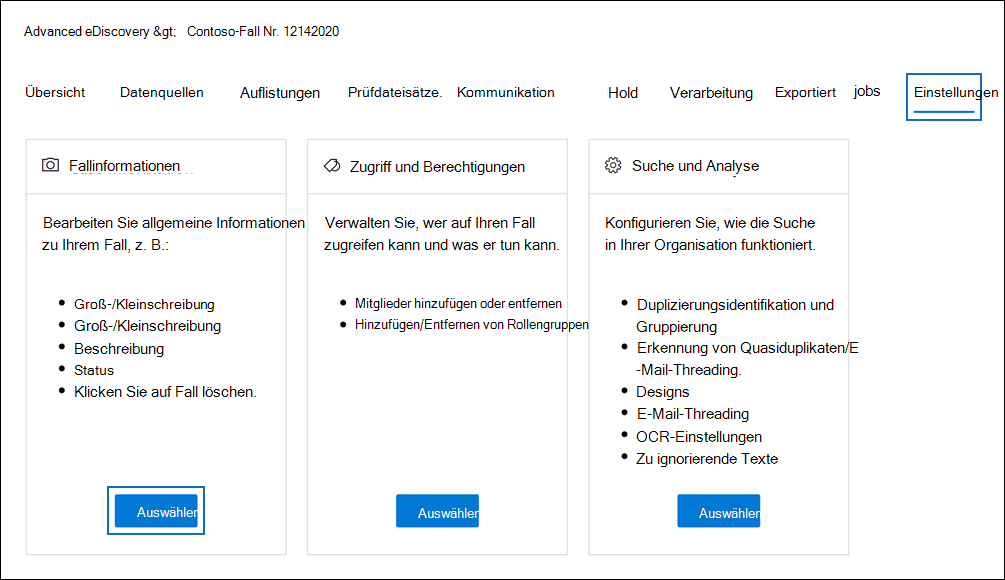 Advanced eDiscovery &gt; Contoso-Fall Nr. 12142020
Übersicht Datenquellen Auflistungen Prüfdateisätze. Kommunikation Hold Verarbeitung Exportiert jobs Einstellungen
Fallinformationen
Bearbeiten Sie allgemeine Informationen
zu Ihrem Fall, z. B.:
• Groß-/Kleinschreibung
• Groß-/Kleinschreibung
• Beschreibung
• Status
• Klicken Sie auf Fall löschen.
Auswählen
Zugriff und Berechtigungen
Verwalten Sie, wer auf Ihren Fall
zugreifen kann und was er tun kann.
• Mitglieder hinzufügen oder entfernen
• Hinzufügen/Entfernen von Rollengruppen
Auswählen
Suche und Analyse
Konfigurieren Sie, wie die Suche
in Ihrer Organisation funktioniert.
• Duplizierungsidentifikation und
Gruppierung
• Erkennung von Quasiduplikaten/E
-Mail-Threading.
• Designs
• E-Mail-Threading
• OCR-Einstellungen
• Zu ignorierende Texte
Auswählen